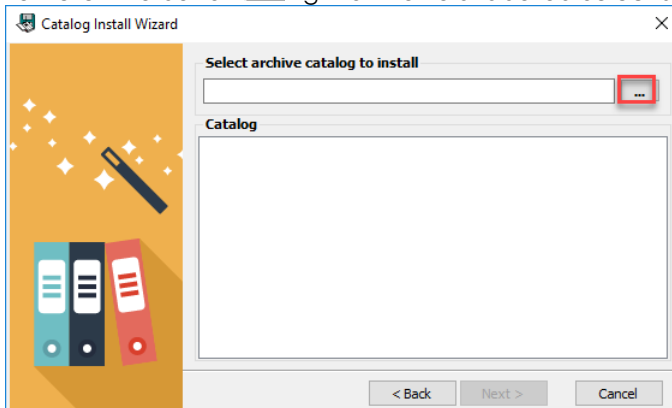 Catalog Install Wizard
Select archive catalog to install
...
Catalog
< Back Next > Cancel